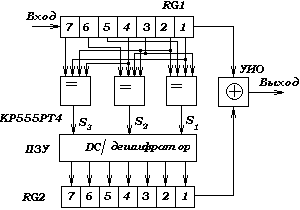 RG1
Вход
7 6 5 4 3 2 1
УИО
= = =
Выход
КР555РТ4
S3 S2 S1
ПЗУ DC/дешифратор
RG2 7 6 5 4 3 2 1